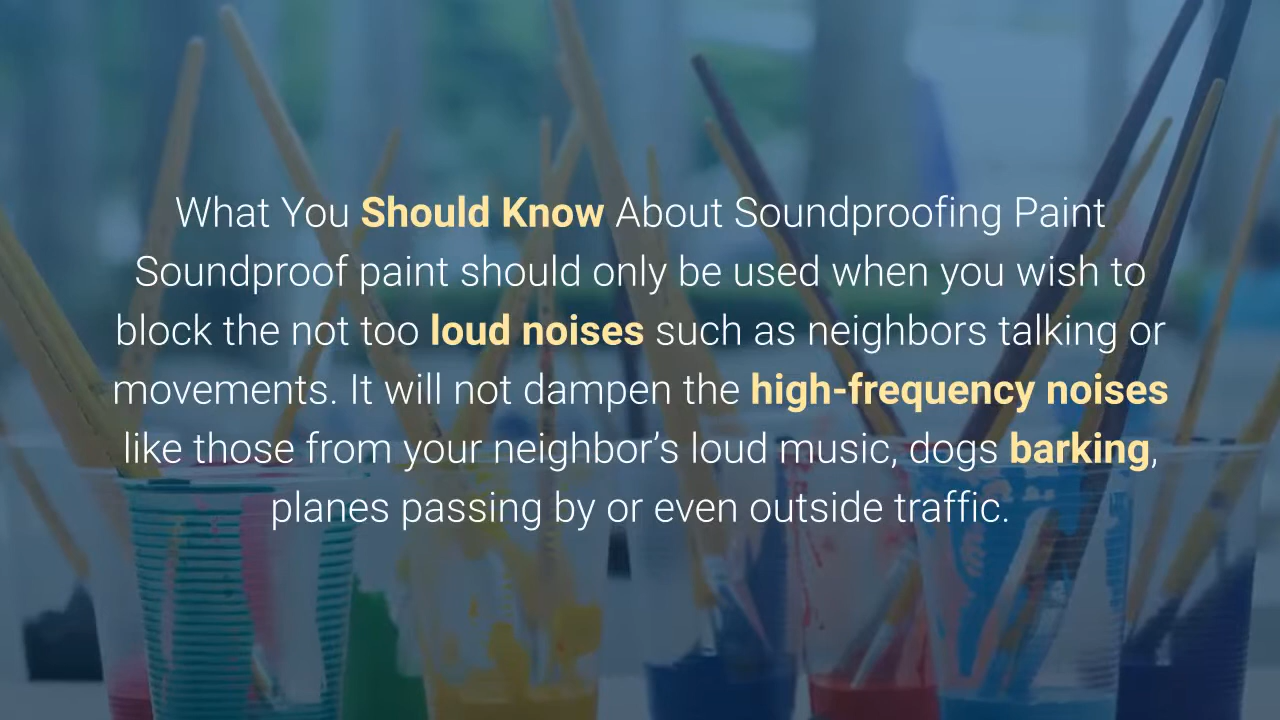 What You Should Know About Soundproofing Paint
Soundproof paint should only be used when you wish to
block the not too loud noises such as neighbors talking or
movements. It will not dampen the high-frequency noises
like those from your neighbor’s loud music, dogs barking,
planes passing by or even outside traffic.